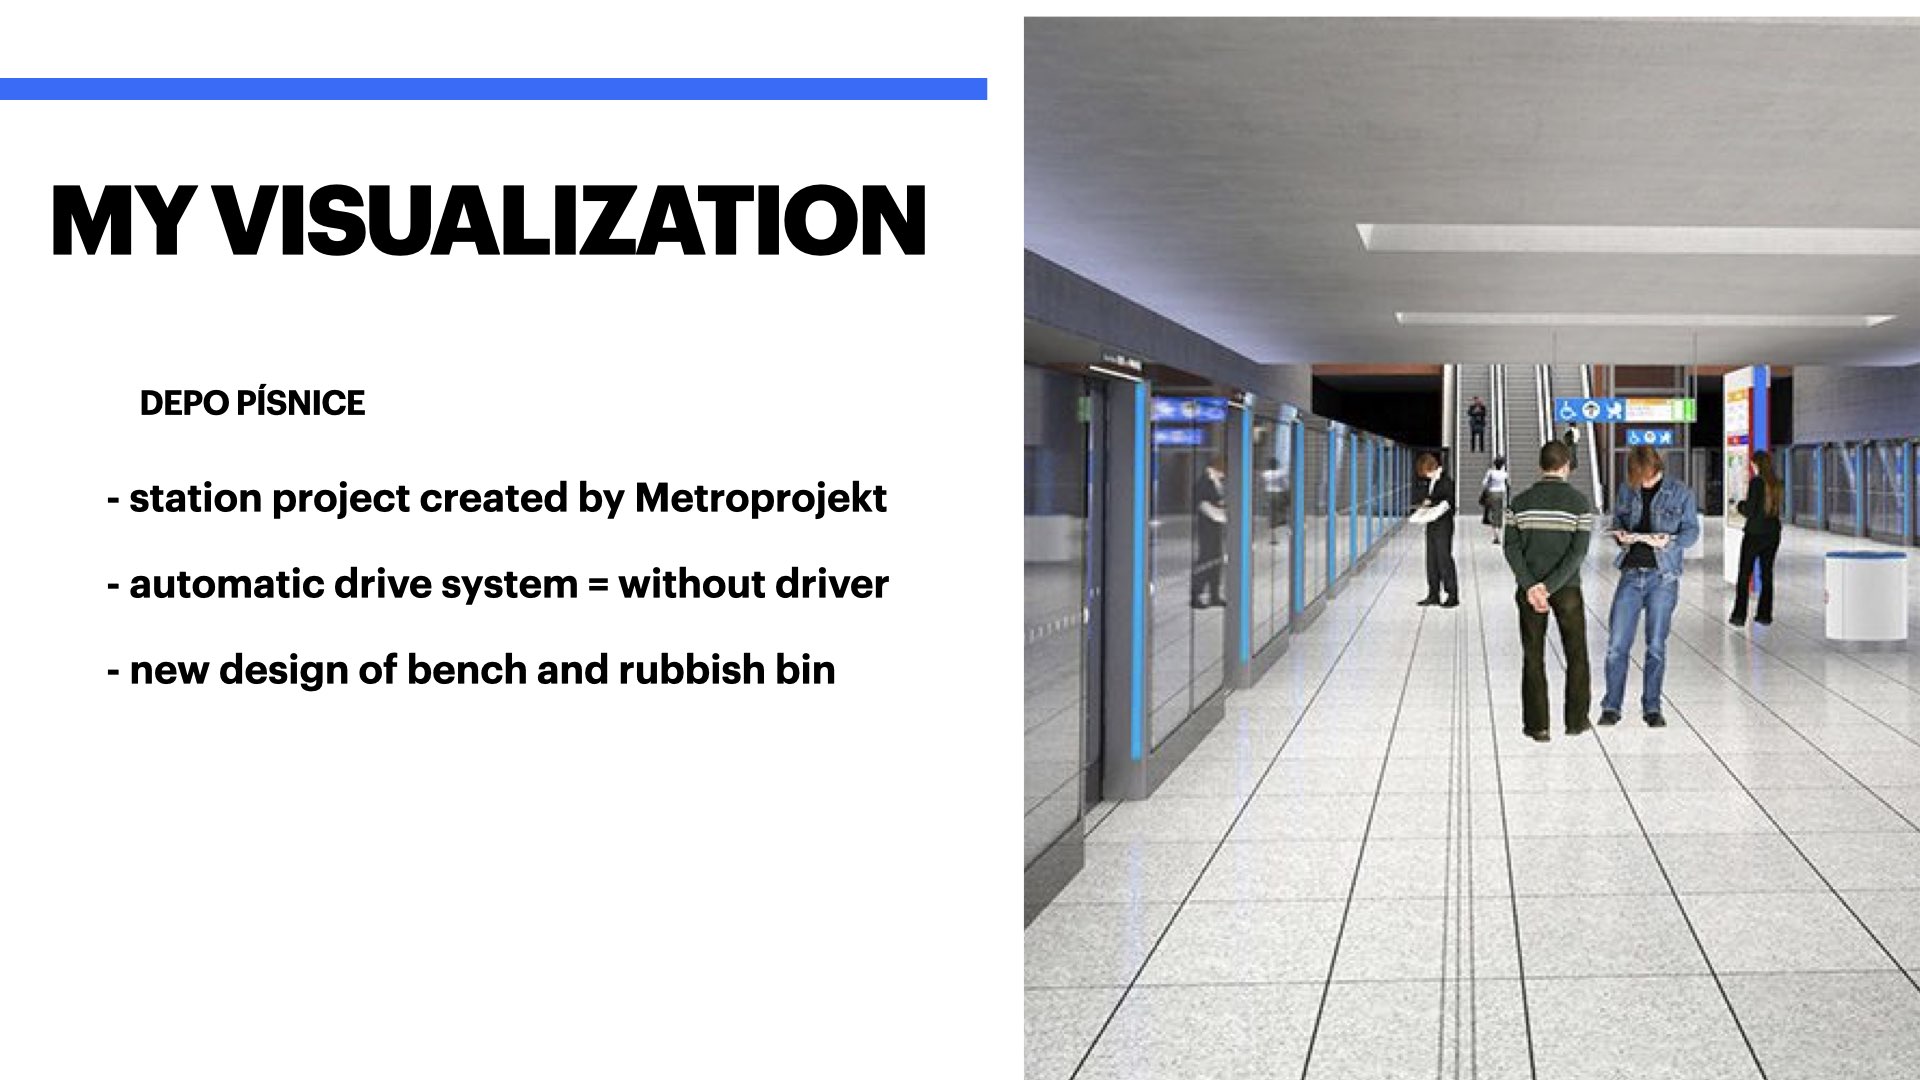 MY VISUALIZATION
DEPO PÍSNICE
- station project created by Metroprojekt
- automatic drive system = without driver
- new design of bench and rubbish bin